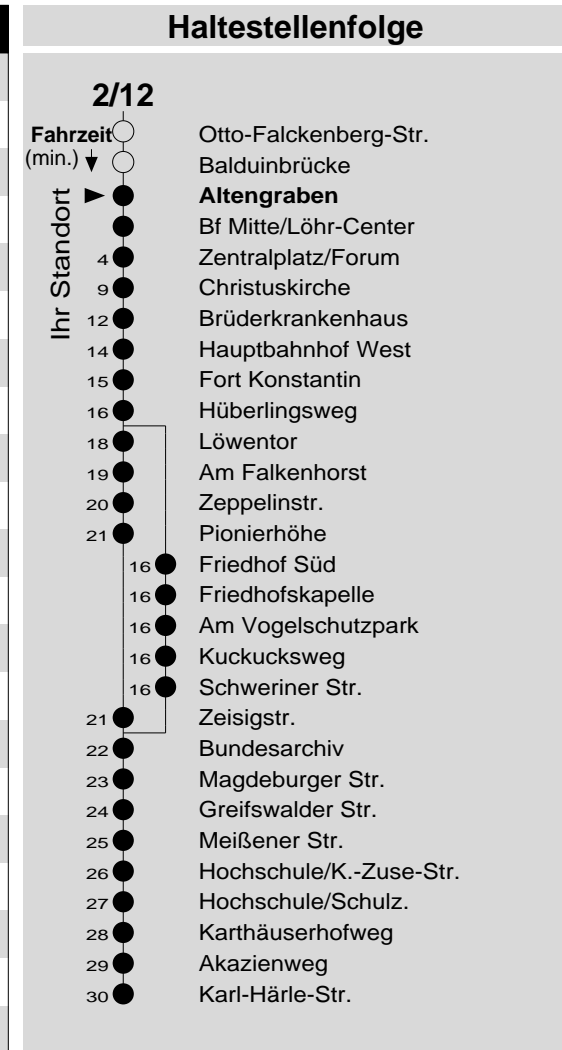 Haltestellenfolge
2/12
Fahrzeit Otto-Falckenberg-Str.
(min.) Balduinbrücke
Ihr Standort
Altengraben
Bf Mitte/Löhr-Center
4 Zentralplatz/Forum
9 Christuskirche
12 Brüderkrankenhaus
14 Hauptbahnhof West
15 Fort Konstantin
16 Hüberlingsweg
18 Löwentor
19 Am Falkenhorst
20 Zeppelinstr.
21 Pionierhöhe
16 Friedhof Süd
16 Friedhofskapelle
16 Am Vogelschutzpark
16 Kuckucksweg
16 Schweriner Str.
21 Zeisigstr.
22 Bundesarchiv
23 Magdeburger Str.
24 Greifswalder Str.
25 Meißener Str.
26 Hochschule/K.-Zuse-Str.
27 Hochschule/Schulz.
28 Karthäuserhofweg
29 Akazienweg
30 Karl-Härle-Str.